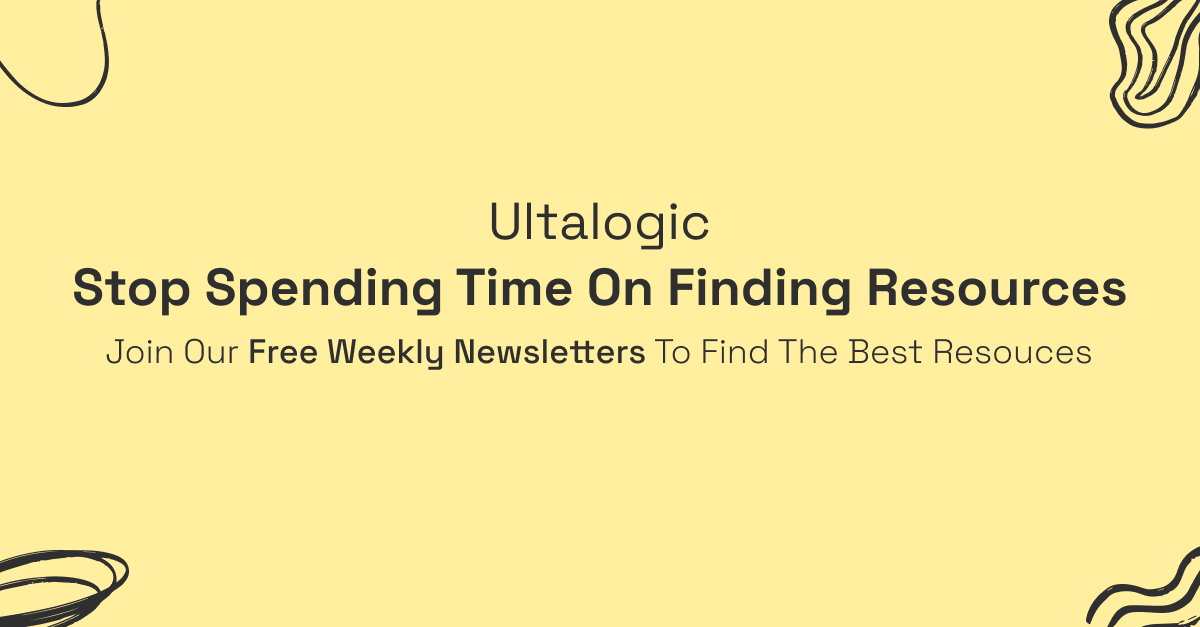 Ultalogic
Stop Spending Time On Finding Resources
Join Our Free Weekly Newsletters To Find The Best Resouces